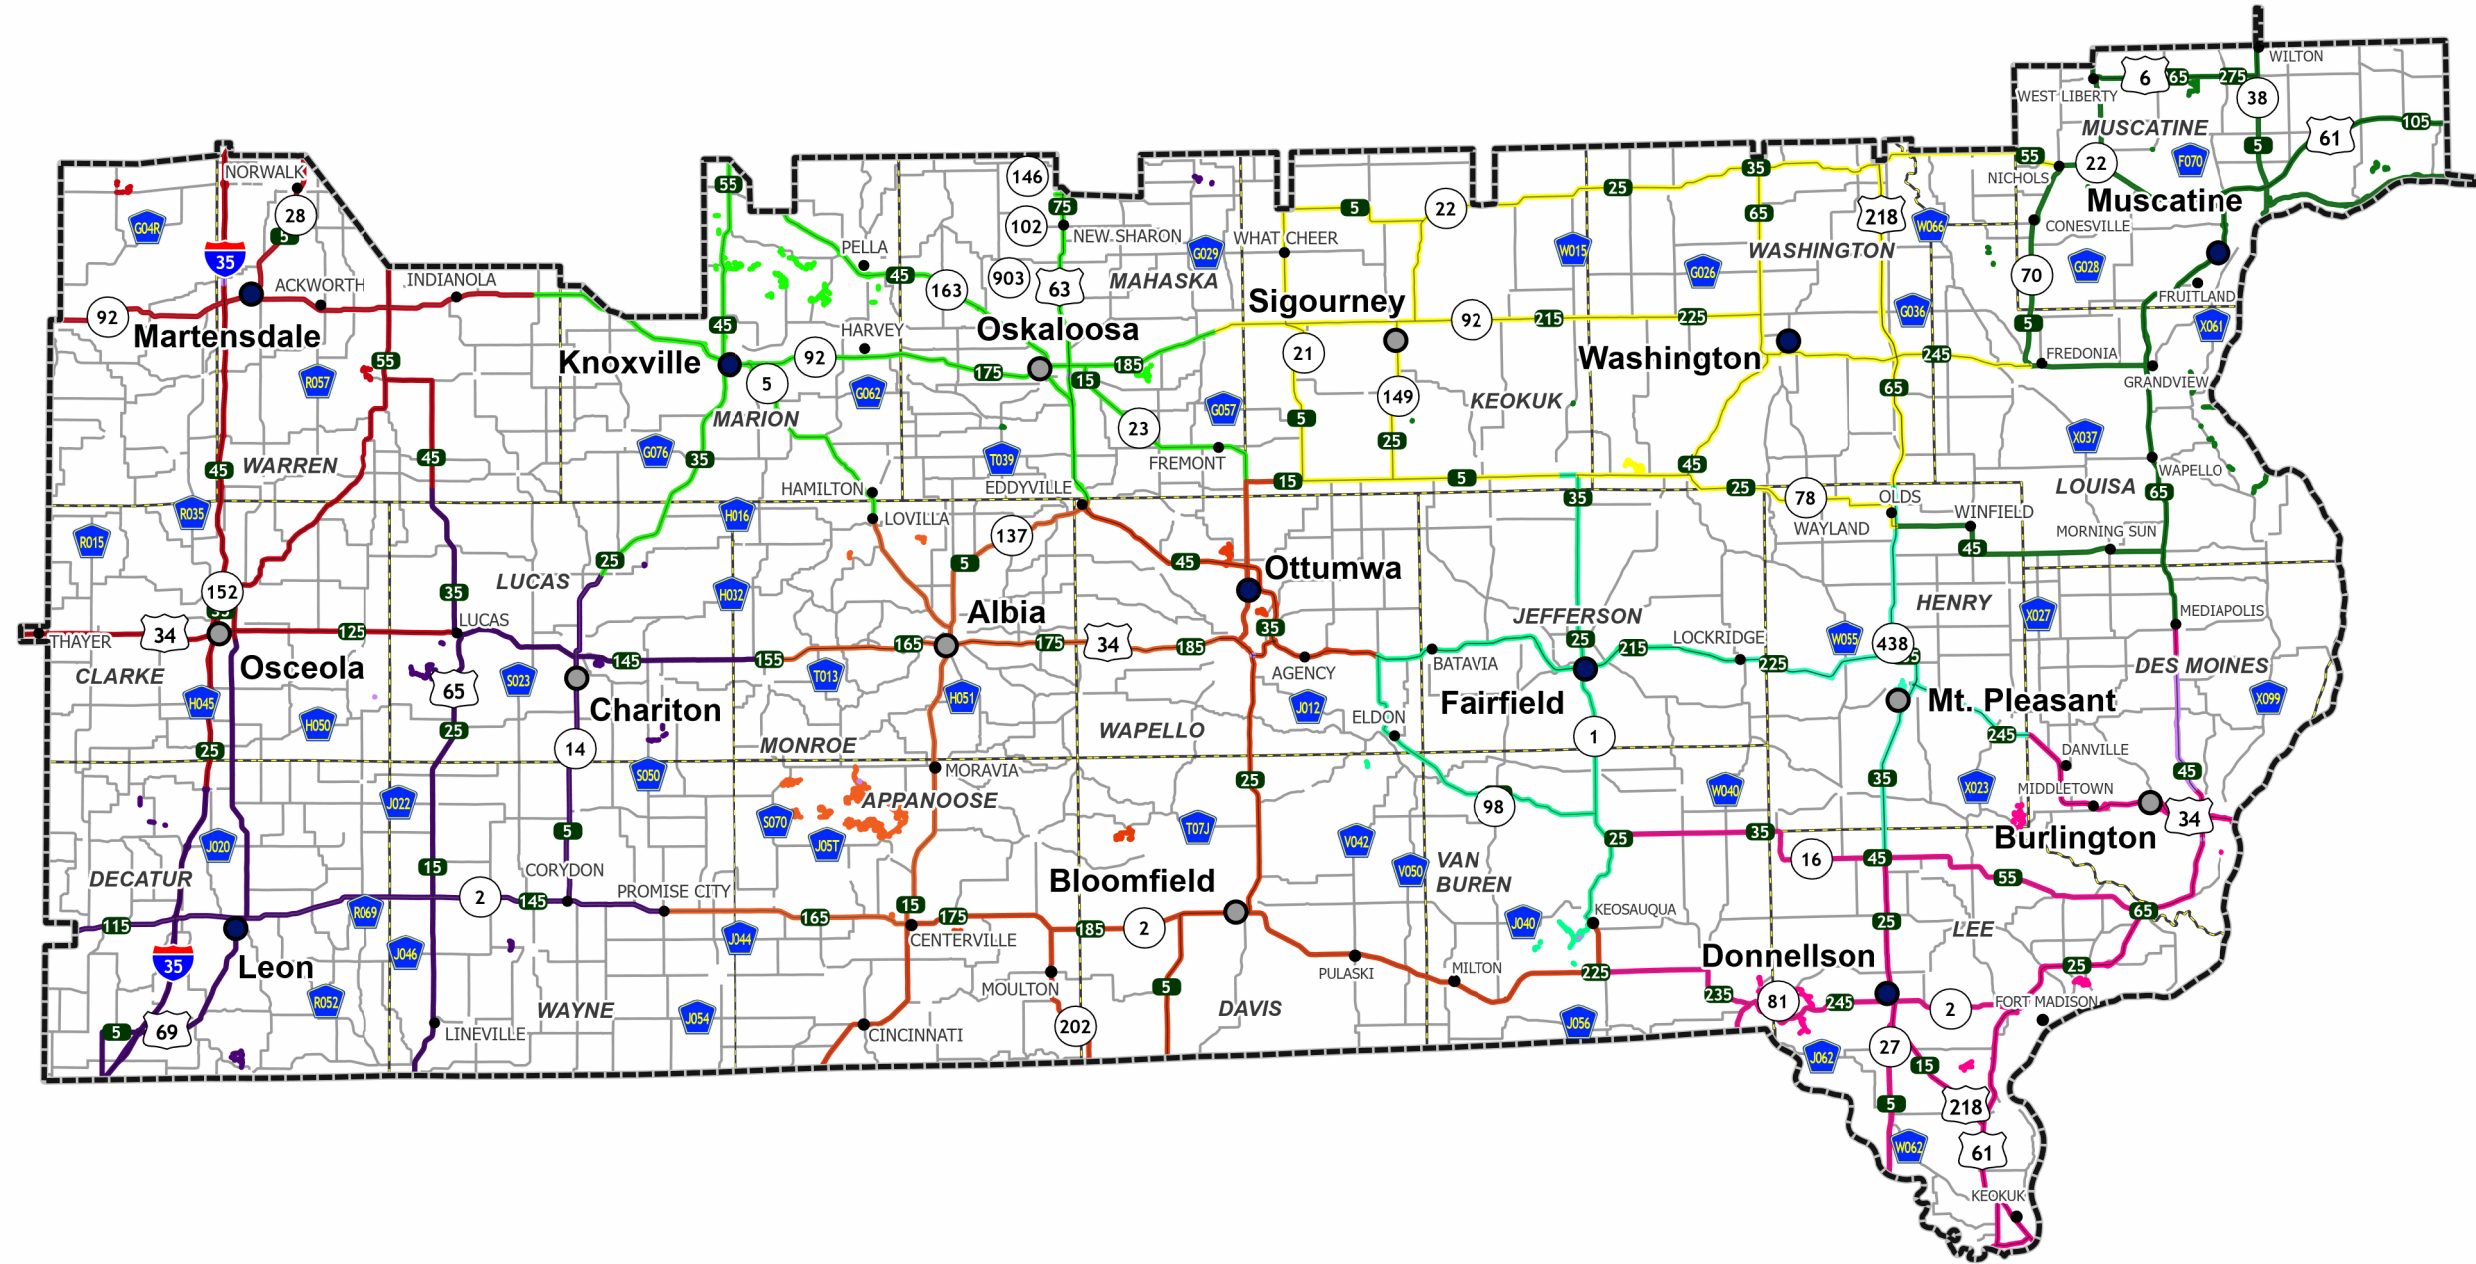 WILTON
6
65
275
WEST LIBERTY
38
MUSCATINE
61
105
5
NORWALK
146
35
55
22
F070
NICHOLS
55
75
5
25
65
22
218
W066
Muscatine
G04R
28
5
102
NEW SHARON
WHAT CHEER
G029
W015
WASHINGTON
CONESVILLE
35
PELLA
45
903
63
MAHASKA
G026
70
G028
ACKWORTH
INDIANOLA
163
FRUITLAND
92
Martensdale
45
HARVEY
Oskaloosa
Sigourney
92
215
225
G036
5
X061
Knoxville
92
175
185
21
Washington
245
FREDONIA
GRANDVIEW
55
R057
5
G062
15
G057
149
KEOKUK
65
MARION
23
5
25
X037
WARREN
45
45
G076
35
T039
FREMONT
45
WAPELLO
HAMILTON
EDDYVILLE
15
5
25
78
OLDS
LOUISA
65
R035
R015
H016
LOVILLA
137
35
WAYLAND
WINFIELD
MORNING SUN
45
25
5
45
Ottumwa
152
35
LUCAS
H032
Albia
JEFFERSON
HENRY
X027
MEDIAPOLIS
THAYER
34
125
LUCAS
165
175
34
185
35
25
215
LOCKRIDGE
W055
438
CLARKE
Osceola
145
155
BATAVIA
225
DES MOINES
65
S023
T013
H051
AGENCY
J012
Fairfield
Mt. Pleasant
X099
H045
H050
Chariton
ELDON
25
25
14
MONROE
WAPELLO
1
245
DANVILLE
S050
MORAVIA
25
35
45
J022
APPANOOSE
98
W040
X023
MIDDLETOWN
34
J020
15
5
S070
J05T
T07J
V042
25
35
Burlington
DECATUR
CORYDON
PROMISE CITY
Bloomfield
V050
VAN
BUREN
16
45
55
115
R069
2
145
165
15
175
185
2
J040
KEOSAUQUA
25
65
35
Leon
J046
J044
CENTERVILLE
PULASKI
MILTON
225
Donnellson
LEE
25
R052
WAYNE
J054
MOULTON
5
DAVIS
J056
235
81
245
2
FORT MADISON
5
69
LINEVILLE
CINCINNATI
202
J062
27
15
5
218
W062
61
KEOKUK